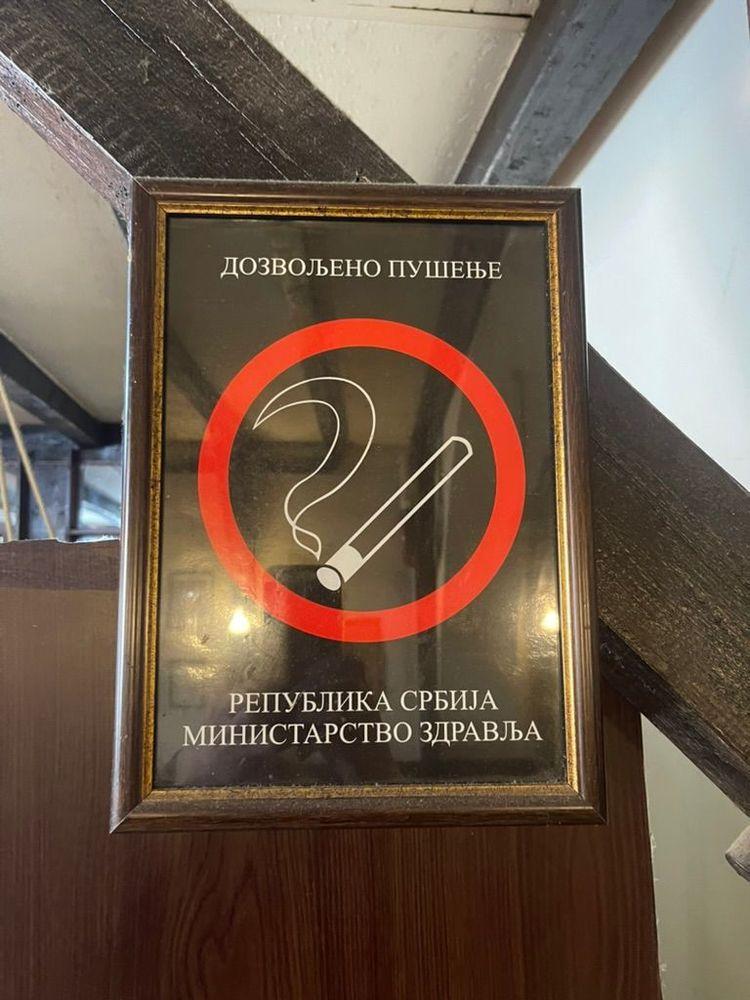 ДОЗВОЉЕНО ПУШЕЊЕ
РЕПУБЛИКА СРБИЈА
МИНИСТАРСТВО ЗДРАВЉА